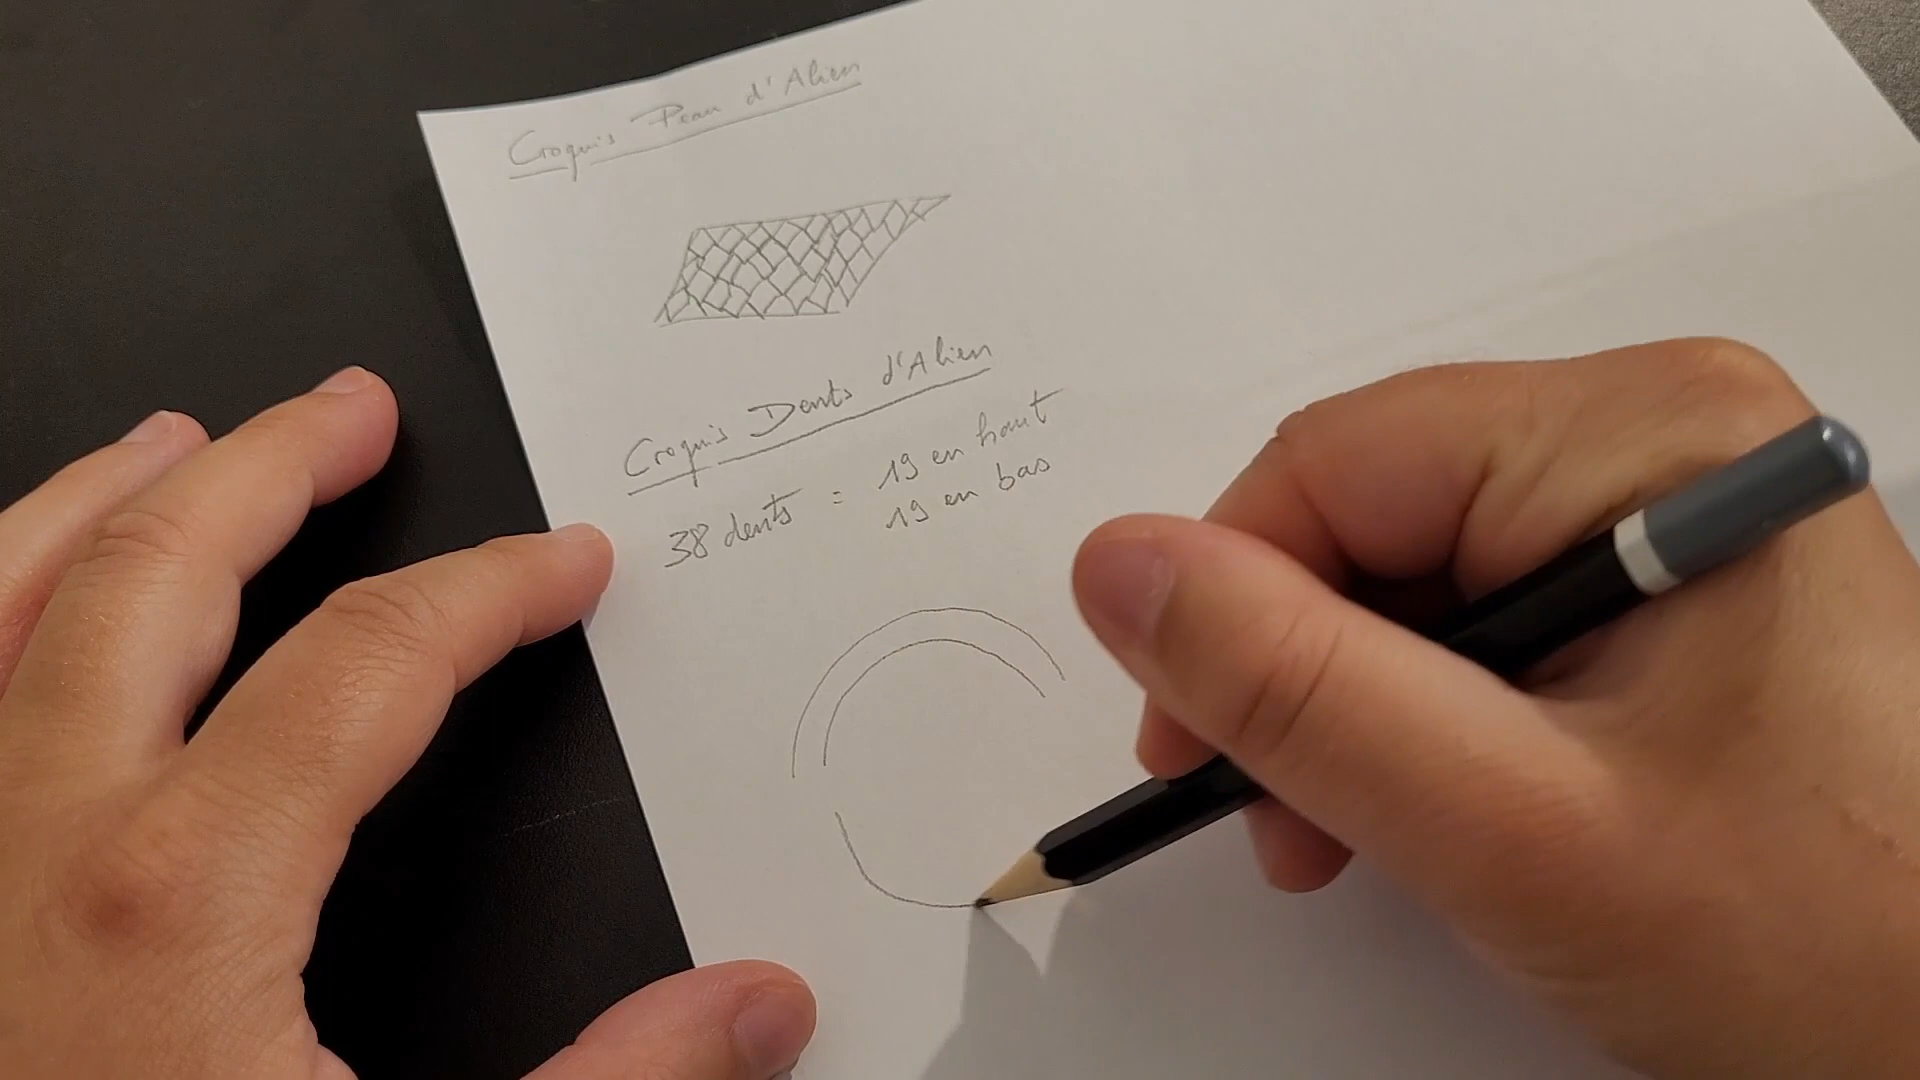 Croquis Peau d'Alien
Croquis Dents d'Alien
38 dents = 19 en haut
19 en bas